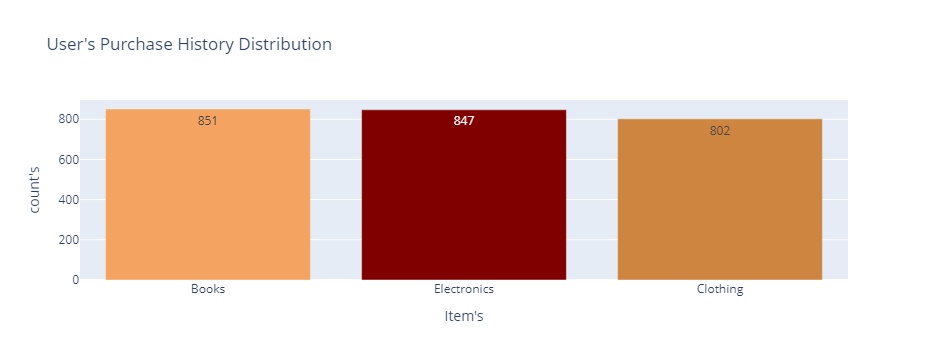 User's Purchase History Distribution
count's
800
600
400
200
0
851
847
802
Books
Electronics
Clothing
Item's